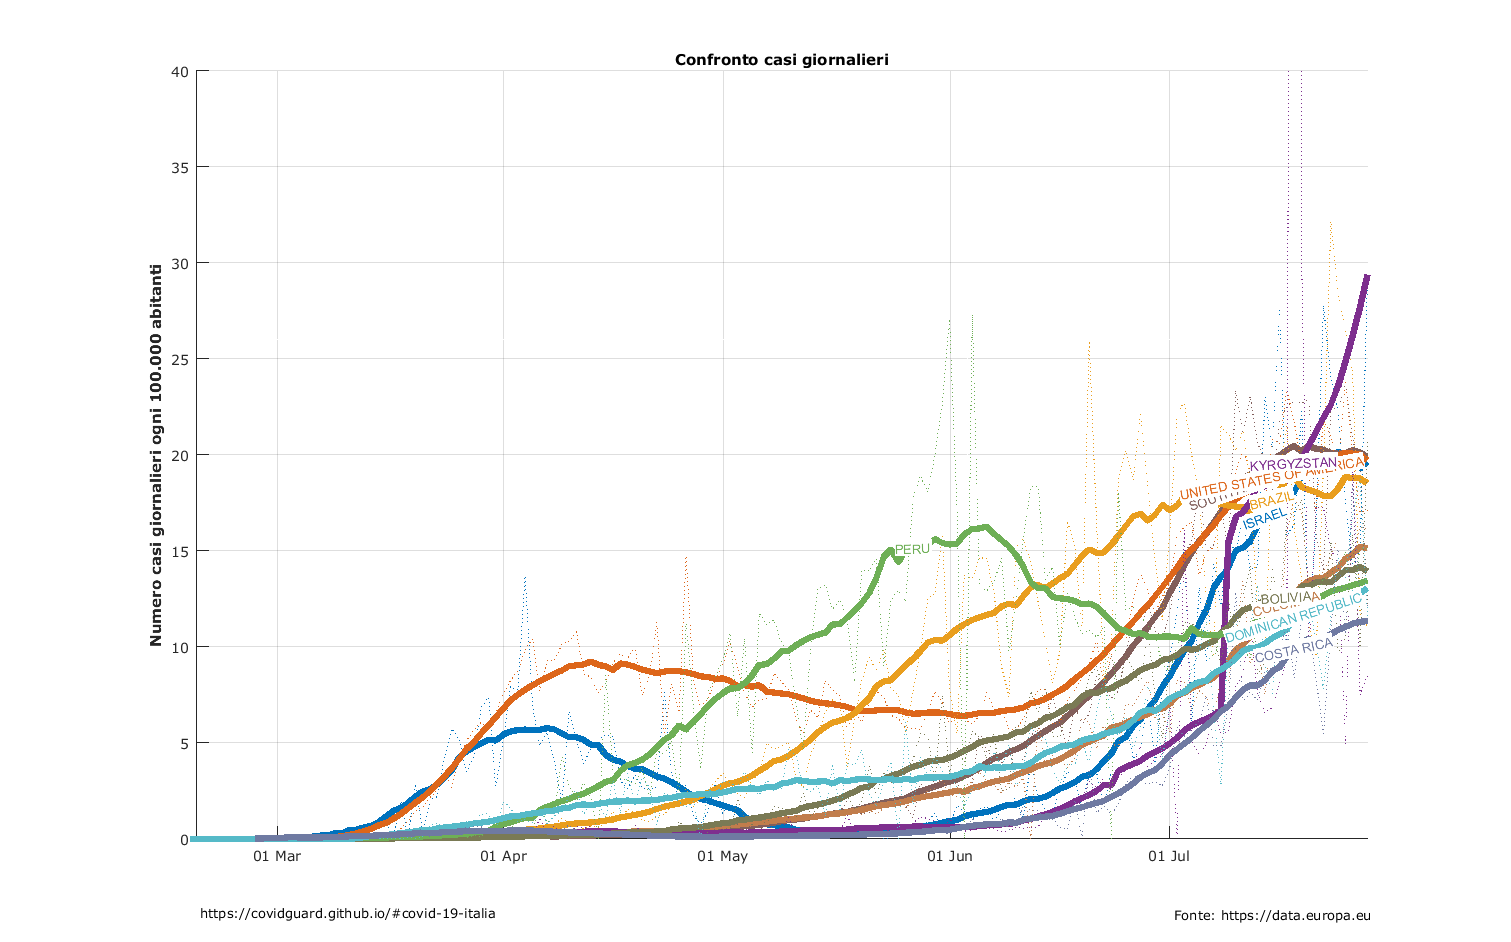 Confronto casi giornalieri
Numero casi giornalieri ogni 100.000 abitanti
40
35
30
25
20
15
10
5
0
01 Mar
01 Apr
01 May
01 Jun
01 Jul
KYRGYZSTAN
UNITED STATES OF AMERICA
SOUTH
BRAZIL
ISRAEL
PERU
BOLIVIA
DOMINICAN REPUBLIC
COSTA RICA
https://covidguard.github.io/#covid-19-italia
Fonte: https://data.europa.eu